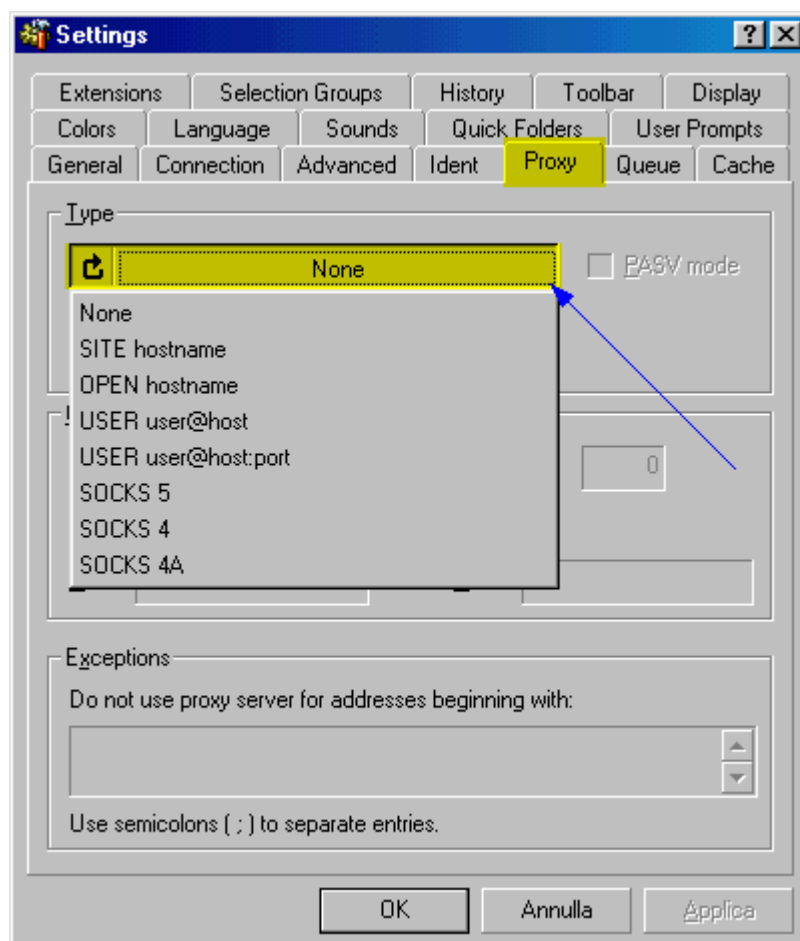 Settings
Extensions Selection Groups History Toolbar Display
Colors Language Sounds Quick Folders User Prompts
General Connection Advanced Ident Proxy Queue Cache
Type
None PASV mode
None
SITE hostname
OPEN hostname
USER user@host
USER user@host:port 0
SOCKS 5
SOCKS 4
SOCKS 4A
Exceptions
Do not use proxy server for addresses beginning with:
Use semicolons ( ; ) to separate entries.
OK Annulla Applica